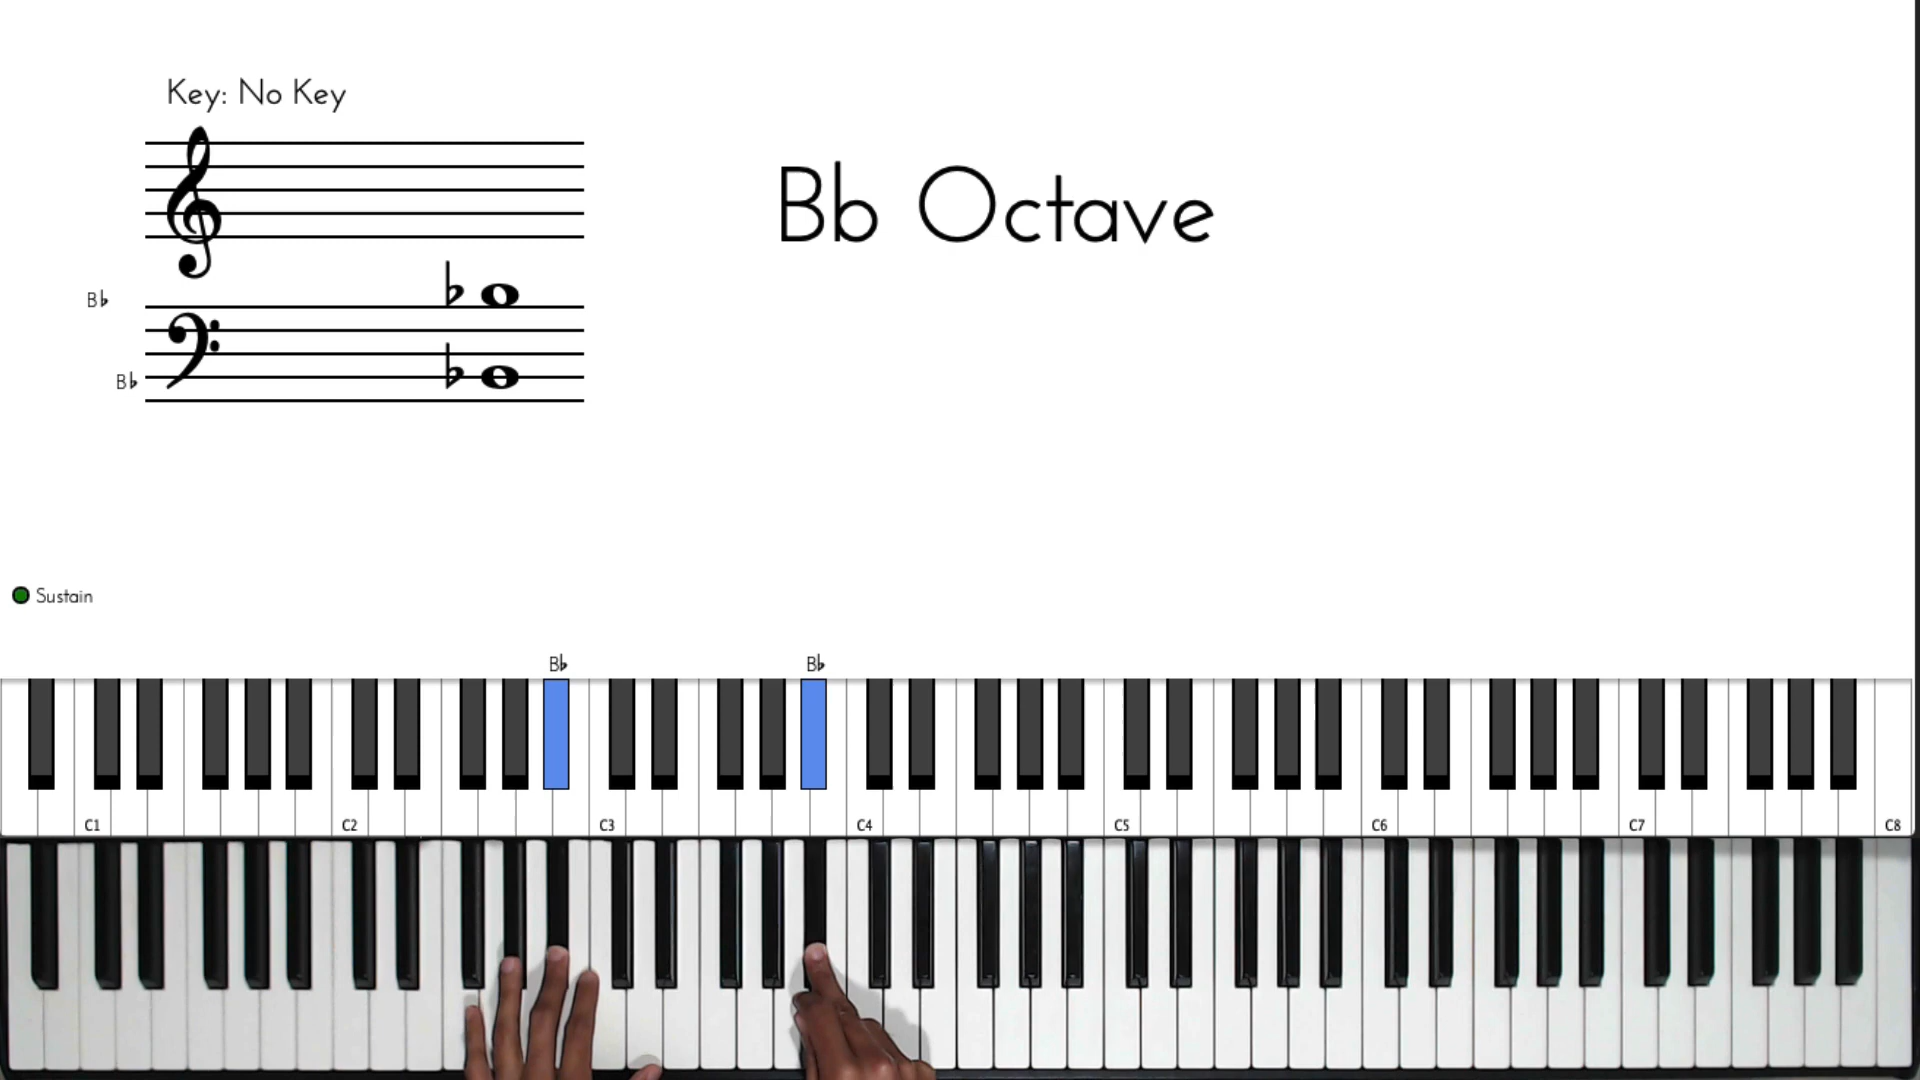 Key: No Key
Bb Octave
B♭
B♭
Sustain
B♭ B♭
C1 C2 C3 C4 C5 C6 C7 C8